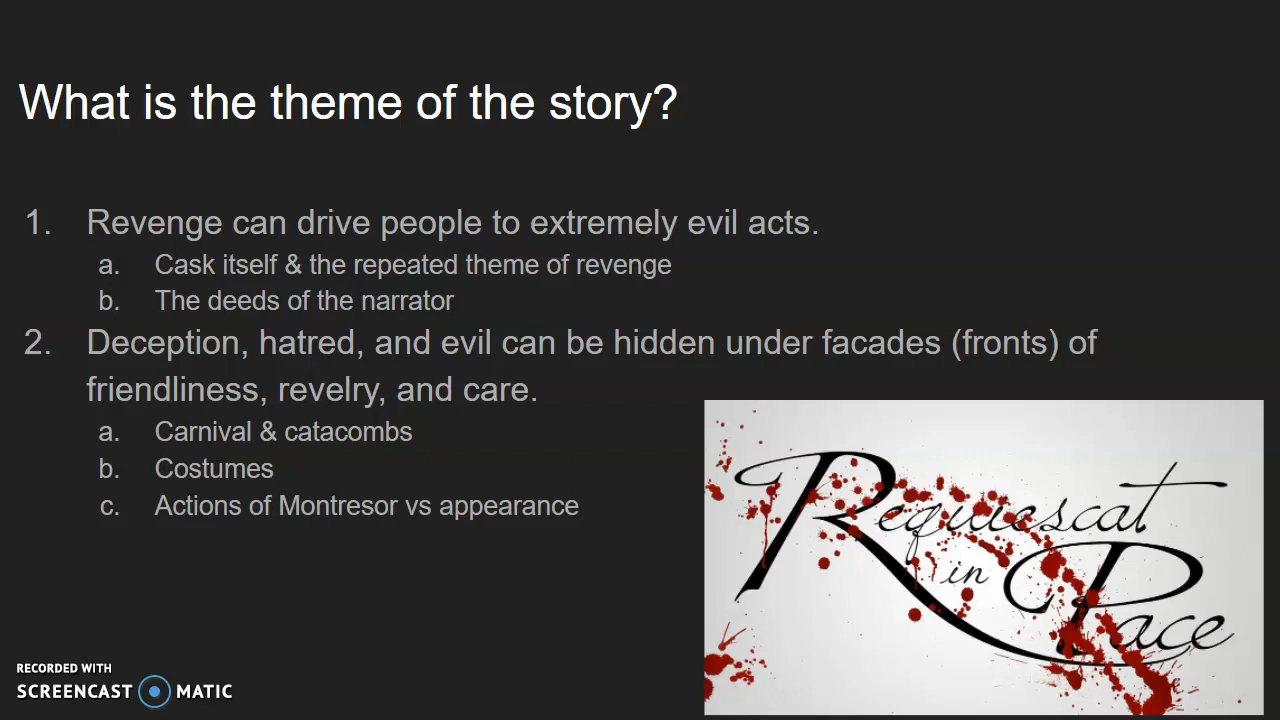 What is the theme of the story?
1. Revenge can drive people to extremely evil acts.
a. Cask itself & the repeated theme of revenge
b. The deeds of the narrator
2. Deception, hatred, and evil can be hidden under facades (fronts) of
friendliness, revelry, and care.
a. Carnival & catacombs
b. Costumes
c. Actions of Montresor vs appearance
Requiescat
in
Pace
RECORDED WITH
SCREENCAST MATIC